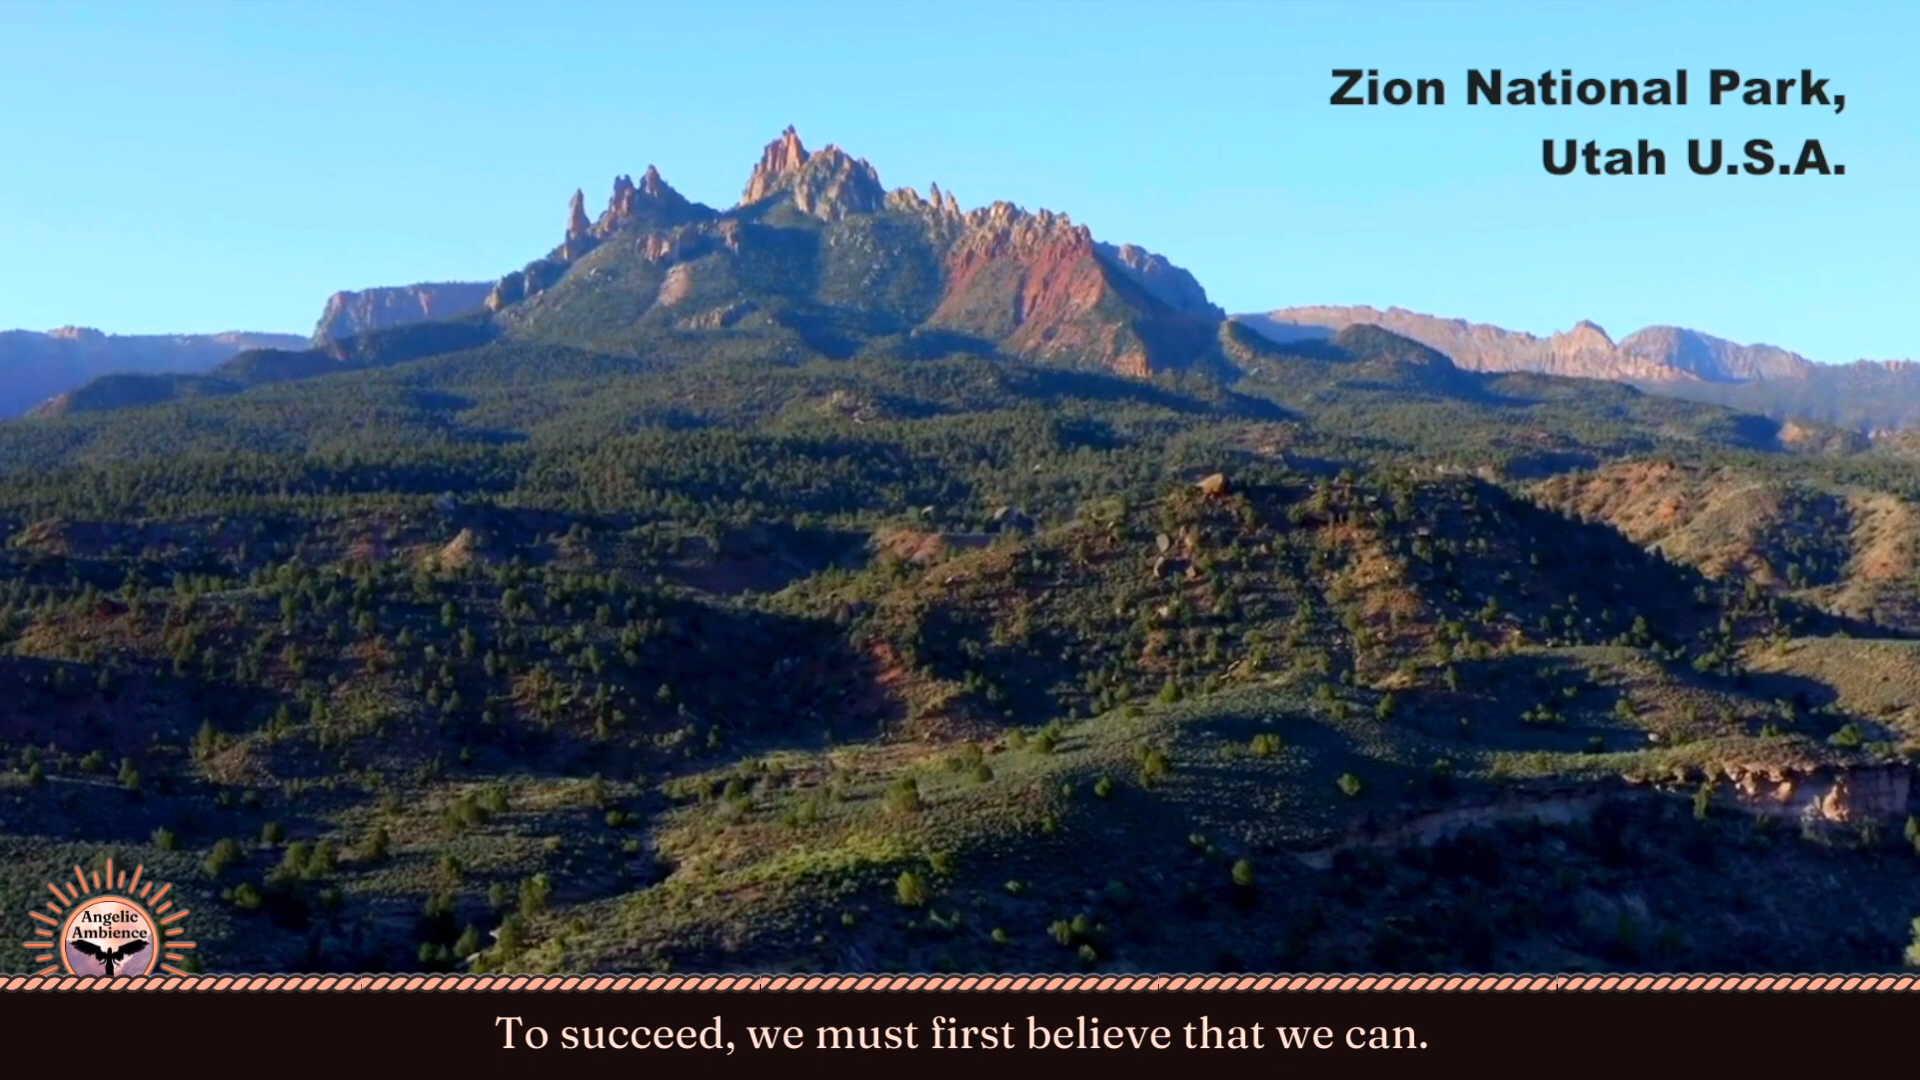 Zion National Park,
Utah U.S.A.
Angelic
Ambience
To succeed, we must first believe that we can.